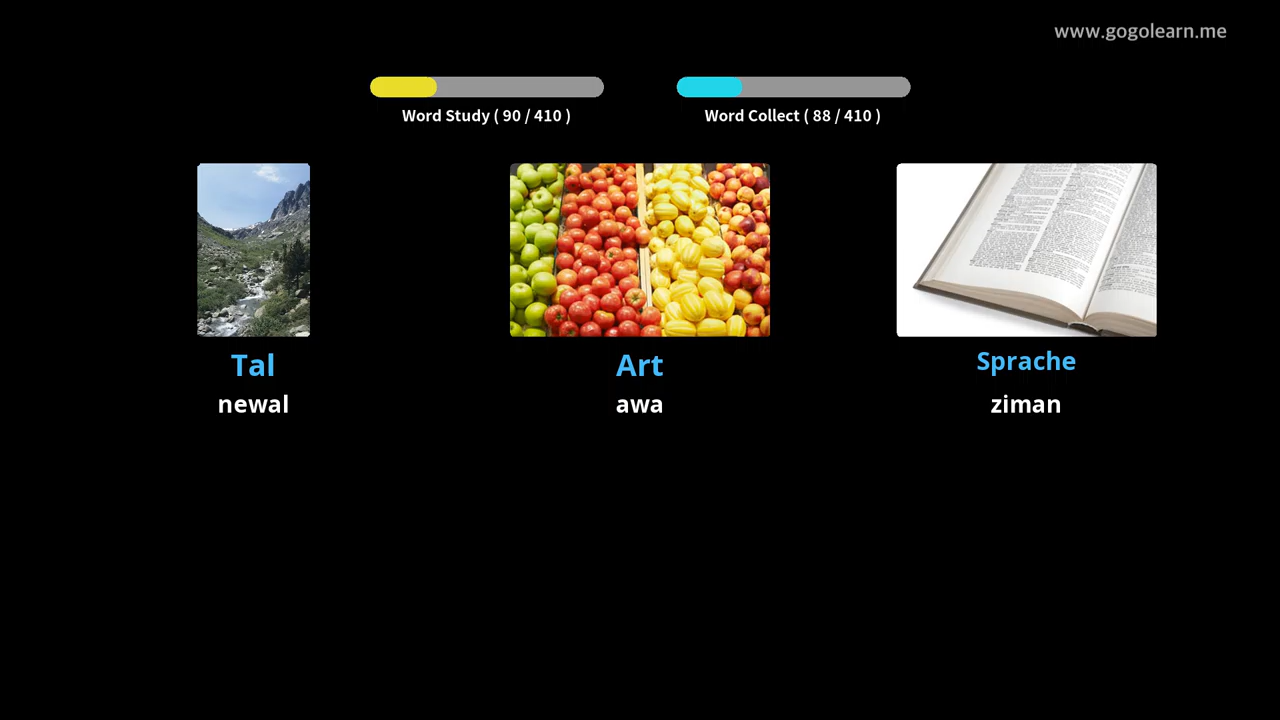 www.gogolearn.me
Word Study ( 90 / 410 )
Word Collect ( 88 / 410 )
Tal
newal
Art
awa
Sprache
ziman